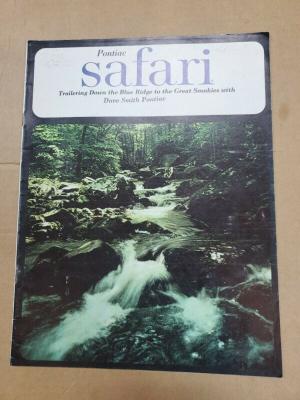 Pontiac
safari
Trailering Down the Blue Ridge to the Great Smokies with
Dave Smith Pontiac